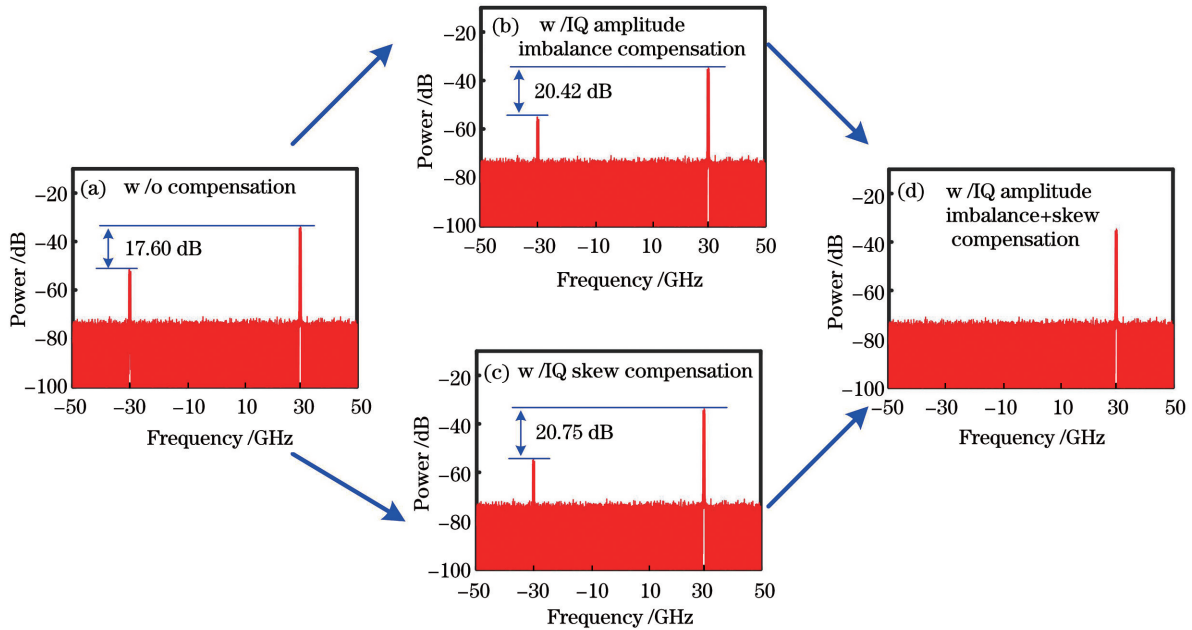 (a) w /o compensation
−20
−40
−60
−80
−100
17.60 dB
Power /dB
−50
−30
−10
10
30
50
Frequency /GHz
(b) w /IQ amplitude
imbalance compensation
−20
−40
−60
−80
−100
20.42 dB
Power /dB
−50
−30
−10
10
30
50
Frequency /GHz
(c) w /IQ skew compensation
−20
−40
−60
−80
−100
20.75 dB
Power /dB
−50
−30
−10
10
30
50
Frequency /GHz
(d) w /IQ amplitude
imbalance+skew
compensation
−20
−40
−60
−80
−100
Power /dB
−50
−30
−10
10
30
50
Frequency /GHz